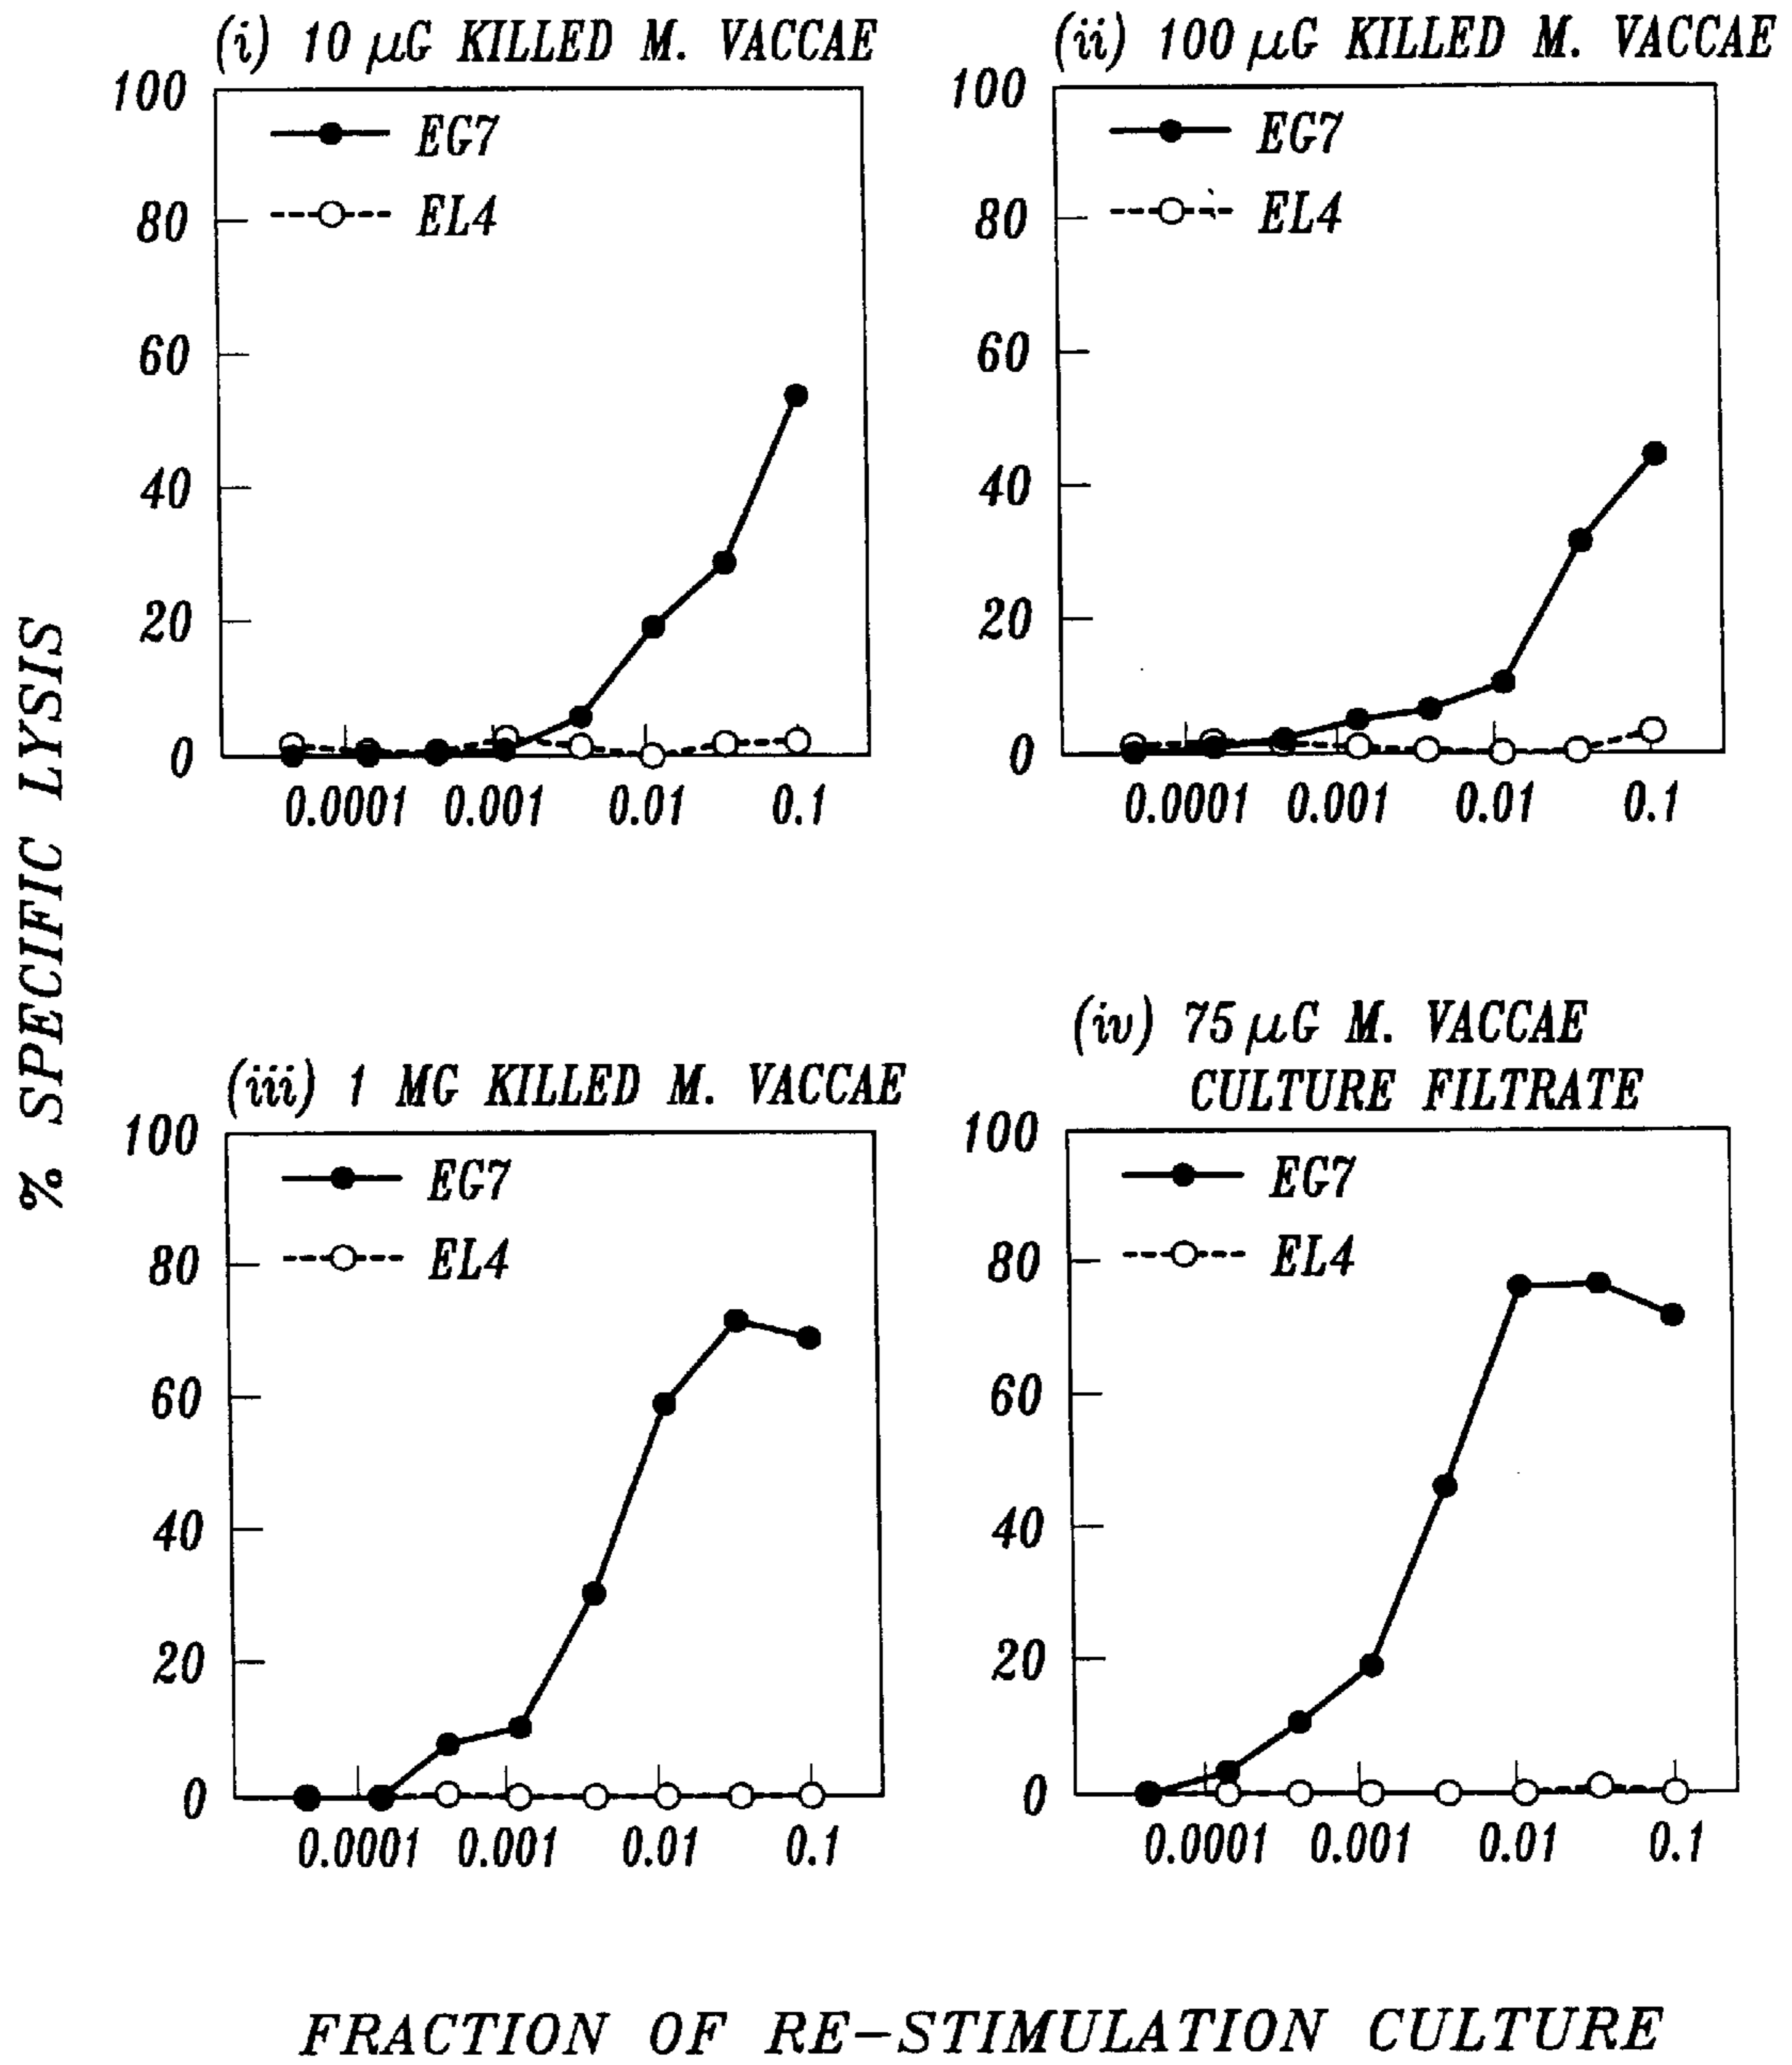 (i) 10 μG KILLED M. VACCAE
100
80
60
40
20
0
EG7
EL4
0.0001 0.001 0.01 0.1
(ii) 100 μG KILLED M. VACCAE
100
80
60
40
20
0
EG7
EL4
0.0001 0.001 0.01 0.1
% SPECIFIC LYSIS
(iii) 1 MG KILLED M. VACCAE
100
80
60
40
20
0
EG7
EL4
0.0001 0.001 0.01 0.1
(iv) 75 μG M. VACCAE
CULTURE FILTRATE
100
80
60
40
20
0
EG7
EL4
0.0001 0.001 0.01 0.1
FRACTION OF RE-STIMULATION CULTURE